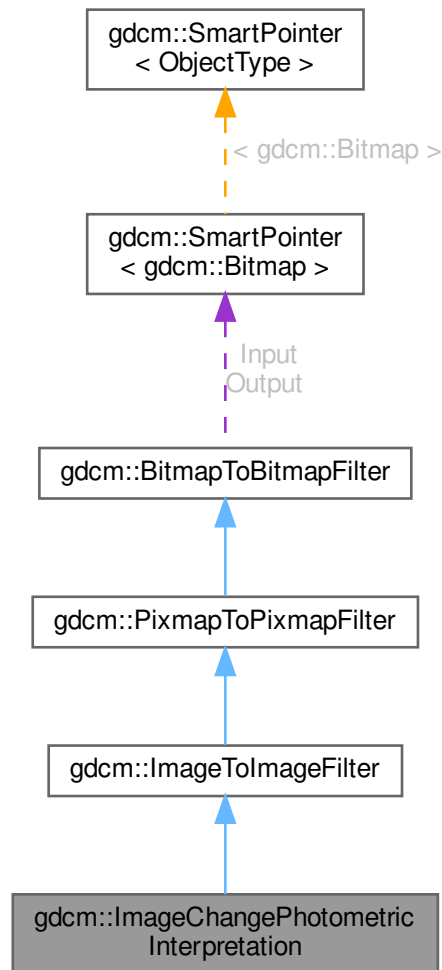 gdcm::SmartPointer
< ObjectType >
< gdcm::Bitmap >
gdcm::SmartPointer
< gdcm::Bitmap >
Input
Output
gdcm::BitmapToBitmapFilter
gdcm::PixmapToPixmapFilter
gdcm::ImageToImageFilter
gdcm::ImageChangePhotometric
Interpretation